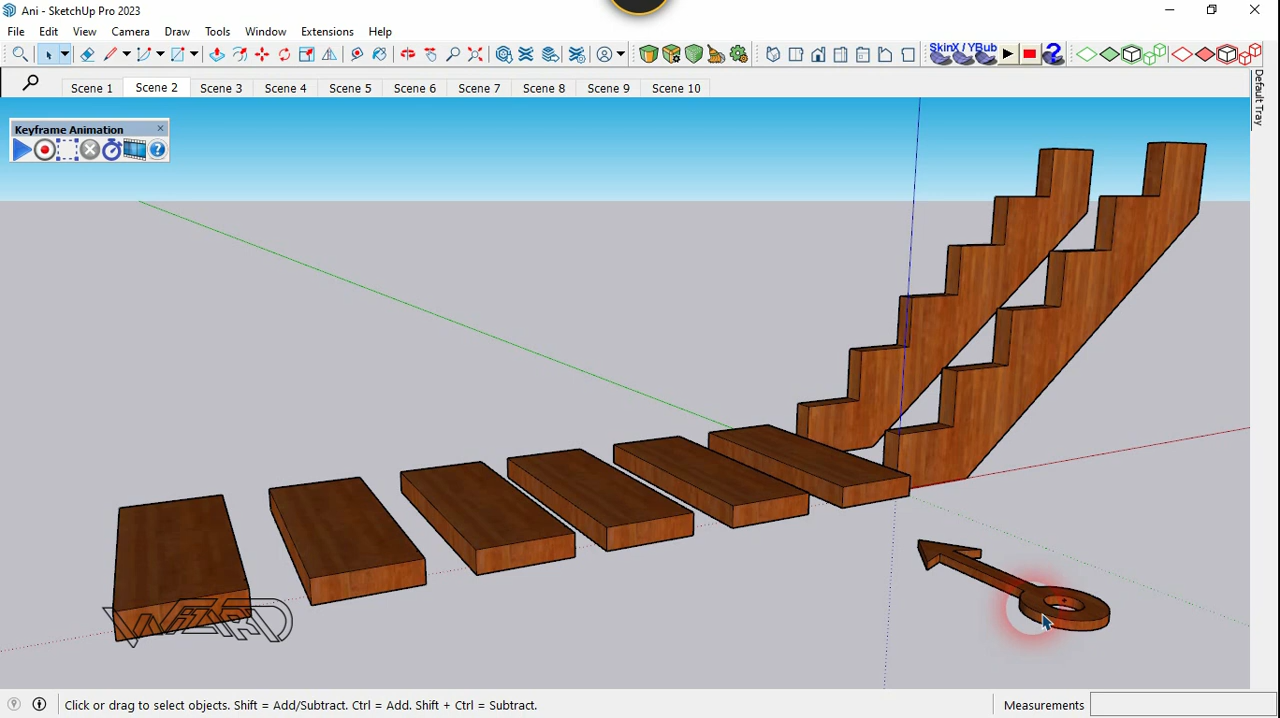 Ani - SketchUp Pro 2023
File Edit View Camera Draw Tools Window Extensions Help
SkinX / YBub
Scene 1 Scene 2 Scene 3 Scene 4 Scene 5 Scene 6 Scene 7 Scene 8 Scene 9 Scene 10
Default Tray
Keyframe Animation
Click or drag to select objects. Shift = Add/Subtract. Ctrl = Add. Shift + Ctrl = Subtract.
Measurements